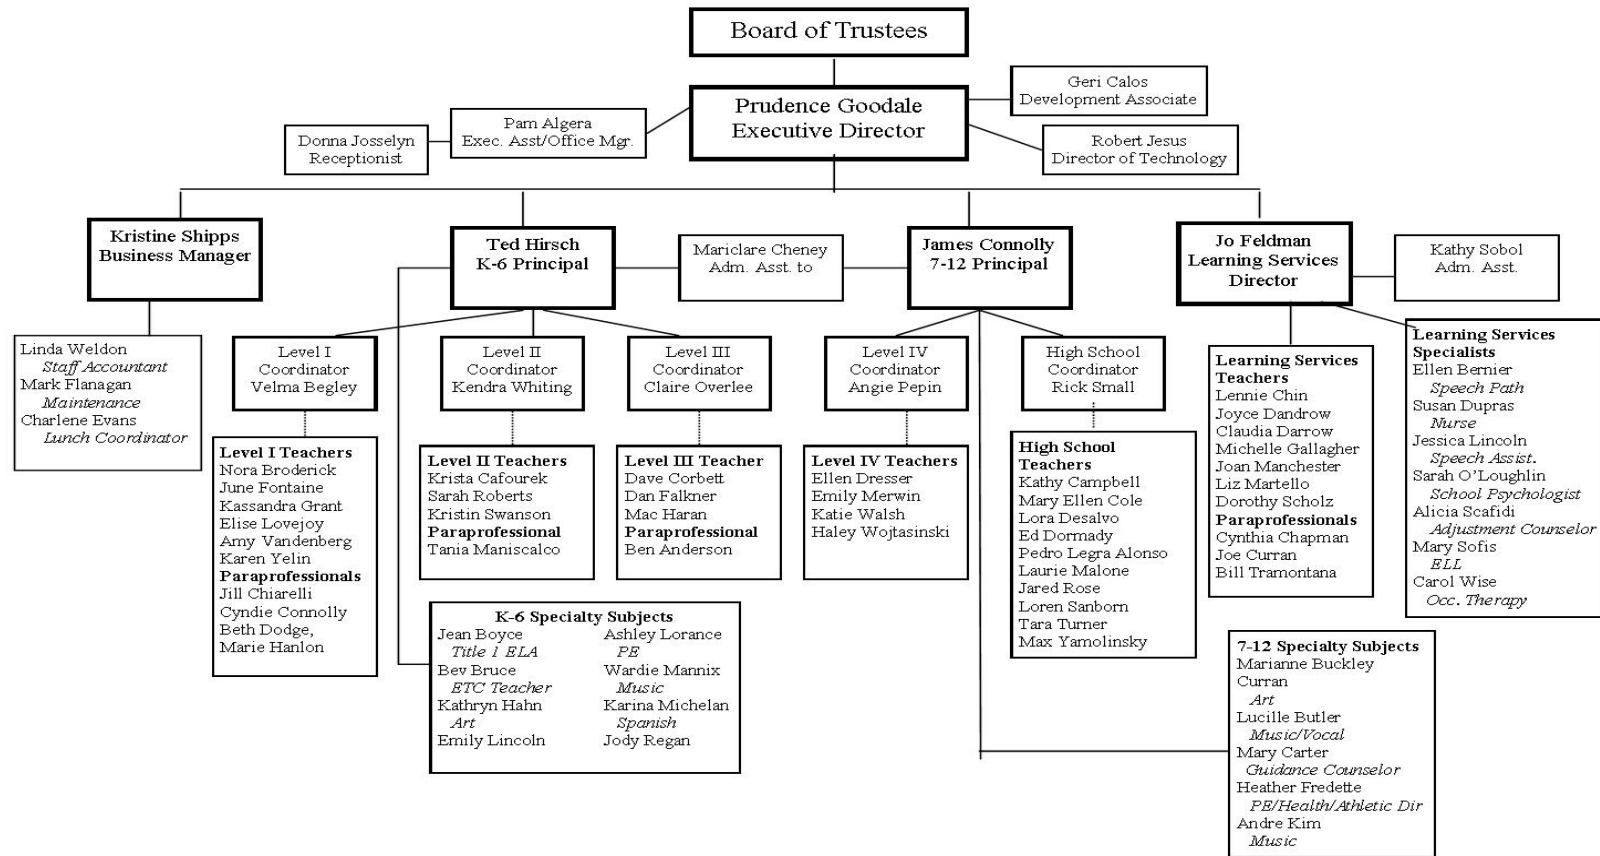 Board of Trustees
Prudence Goodale
Executive Director
Geri Calos
Development Associate
Pam Algera
Exec. Asst/Office Mgr.
Donna Josselyn
Receptionist
Robert Jesus
Director of Technology
Kristine Shipps
Business Manager
Ted Hirsch
K-6 Principal
Mariclare Cheney
Adm. Asst. to
James Connolly
7-12 Principal
Jo Feldman
Learning Services
Director
Kathy Sobol
Adm. Asst.
Linda Weldon
Staff Accountant
Mark Flanagan
Maintenance
Charlene Evans
Lunch Coordinator
Level I
Coordinator
Velma Begley
Level II
Coordinator
Kendra Whiting
Level III
Coordinator
Claire Overlee
Level IV
Coordinator
Angie Pepin
High School
Coordinator
Rick Small
Level I Teachers
Nora Broderick
June Fontaine
Kassandra Grant
Elise Lovejoy
Amy Vandenberg
Karen Yelin
Paraprofessionals
Jill Chiarelli
Cyndie Connolly
Beth Dodge,
Marie Hanlon
Level II Teachers
Krista Cafourek
Sarah Roberts
Kristin Swanson
Paraprofessional
Tania Maniscalco
Level III Teacher
Dave Corbett
Dan Falkner
Mac Haran
Paraprofessional
Ben Anderson
Level IV Teachers
Ellen Dresser
Emily Merwin
Katie Walsh
Haley Wojtasinski
High School
Teachers
Kathy Campbell
Mary Ellen Cole
Lora Desalvo
Ed Dormady
Pedro Legra Alonso
Laurie Malone
Jared Rose
Loren Sanborn
Tara Turner
Max Yamolinsky
Learning Services
Teachers
Lennie Chin
Joyce Dandrow
Claudia Darrow
Michelle Gallagher
Joan Manchester
Liz Martello
Dorothy Scholz
Paraprofessionals
Cynthia Chapman
Joe Curran
Bill Tramontana
Learning Services
Specialists
Ellen Bernier
Speech Path
Susan Dupras
Nurse
Jessica Lincoln
Speech Assist.
Sarah O'Loughlin
School Psychologist
Alicia Scafidi
Adjustment Counselor
Mary Sofis
ELL
Carol Wise
Occ. Therapy
K-6 Specialty Subjects
Jean Boyce
Title 1 ELA
Bev Bruce
ETC Teacher
Kathryn Hahn
Art
Emily Lincoln
Ashley Lorance
PE
Wardie Mannix
Music
Karina Michelan
Spanish
Jody Regan
7-12 Specialty Subjects
Marianne Buckley
Curran
Art
Lucille Butler
Music/Vocal
Mary Carter
Guidance Counselor
Heather Fredette
PE/Health/Athletic Dir
Andre Kim
Music